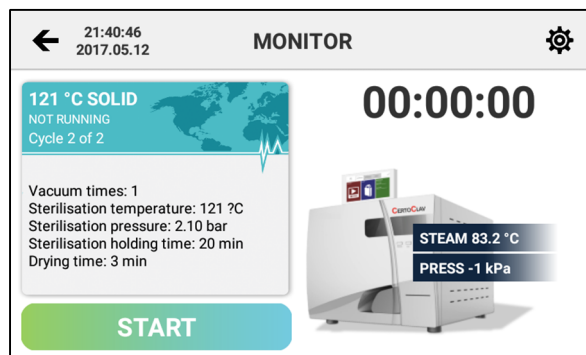 21:40:46
2017.05.12
MONITOR
121 °C SOLID
NOT RUNNING
Cycle 2 of 2
Vacuum times: 1
Sterilisation temperature: 121 ?C
Sterilisation pressure: 2.10 bar
Sterilisation holding time: 20 min
Drying time: 3 min
START
00:00:00
CERTOCLAV
STEAM 83.2 °C
PRESS -1 kPa